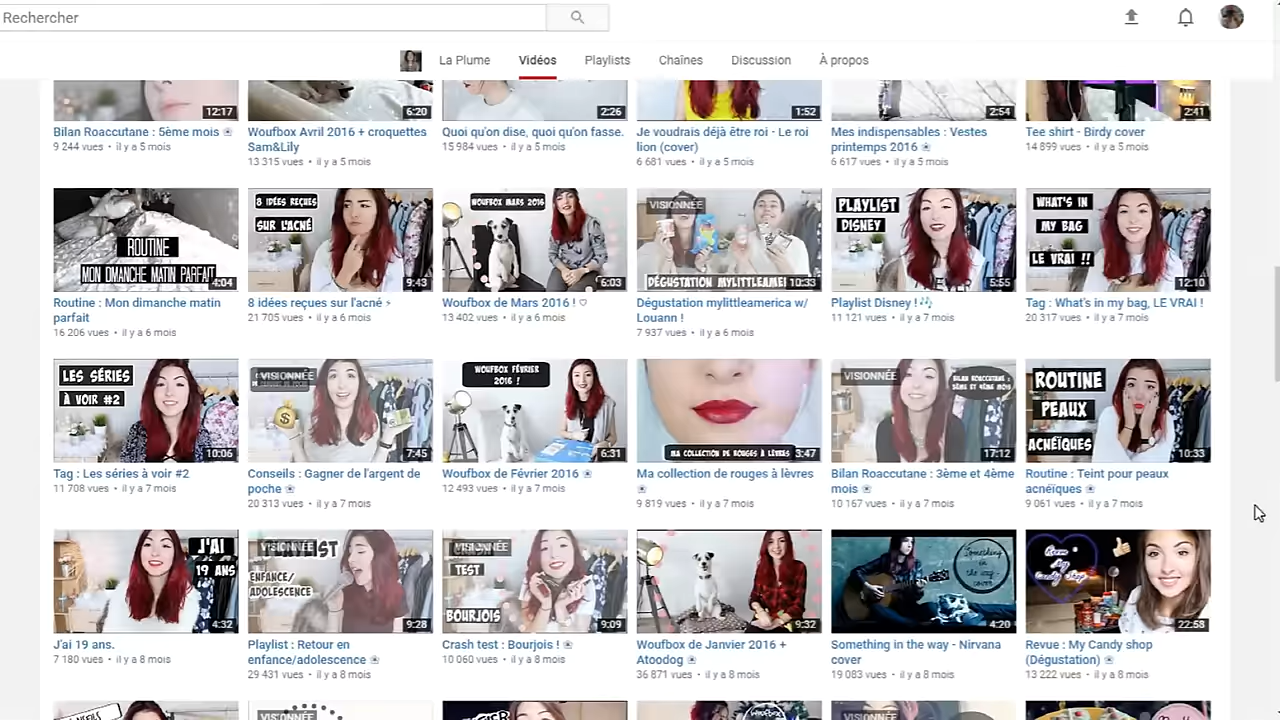 Rechercher
La Plume Vidéos Playlists Chaînes Discussion À propos
12:17 6:20 2:26 1:52 2:54 2:41
Bilan Roaccutane : 5ème mois
9 244 vues • il y a 5 mois
Woufbox Avril 2016 + croquettes
Sam&Lily
13 315 vues • il y a 5 mois
Quoi qu'on dise, quoi qu'on fasse.
15 984 vues • il y a 5 mois
Je voudrais déjà être roi - Le roi
lion (cover)
6 681 vues • il y a 5 mois
Mes indispensables : Vestes
printemps 2016
6 617 vues • il y a 5 mois
Tee shirt - Birdy cover
14 899 vues • il y a 5 mois
ROUTINE
MON DMANCHE MATIN PARFAIT
4:04
Routine : Mon dimanche matin
parfait
16 206 vues • il y a 6 mois
8 IDÉES REÇUES
SUR L'ACNÉ
9:43
8 idées reçues sur l'acné ⚡
21 705 vues • il y a 6 mois
WOUFBOX MARS 2016
6:03
Woufbox de Mars 2016 ! ♡
13 402 vues • il y a 6 mois
VISIONNÉE
DÉGUSTATION MYLITTLEAMEI
10:33
Dégustation mylittleamerica w/
Louann !
7 937 vues • il y a 6 mois
PLAYLIST
DISNEY
5:55
Playlist Disney !🎶
11 121 vues • il y a 7 mois
WHAT'S IN
MY BAG
LE VRAI !!
12:10
Tag : What's in my bag, LE VRAI !
20 317 vues • il y a 7 mois
LES SÉRIES
À VOIR #2
10:06
Tag : Les séries à voir #2
11 708 vues • il y a 7 mois
VISIONNÉE
7:45
Conseils : Gagner de l'argent de
poche
20 313 vues • il y a 7 mois
WOUFBOX FÉVRIER
2016 !
6:31
Woufbox de Février 2016
12 493 vues • il y a 7 mois
MA COLLECTION DE ROUGES À LÈVRES
3:47
Ma collection de rouges à lèvres
9 819 vues • il y a 7 mois
VISIONNÉE
BILAN ROACCUTANE :
3ÈME ET 4ÈME
MOIS
17:12
Bilan Roaccutane : 3ème et 4ème
mois
10 167 vues • il y a 7 mois
ROUTINE
PEAUX
ACNÉIQUES
10:33
Routine : Teint pour peaux
acnéïques
9 061 vues • il y a 7 mois
J'AI
19 ANS
4:32
J'ai 19 ans.
7 180 vues • il y a 8 mois
VISIONNÉE
ENFANCE/
ADOLESCENCE
9:28
Playlist : Retour en
enfance/adolescence
29 431 vues • il y a 8 mois
VISIONNÉE
TEST
BOURJOIS
9:09
Crash test : Bourjois !
10 060 vues • il y a 8 mois
9:32
Woufbox de Janvier 2016 +
Atoodog
36 871 vues • il y a 8 mois
Something
in the
way
cover
4:20
Something in the way - Nirvana
cover
19 083 vues • il y a 8 mois
My
Candy Shop
22:58
Revue : My Candy shop
(Dégustation)
13 222 vues • il y a 8 mois
VISIONNÉE